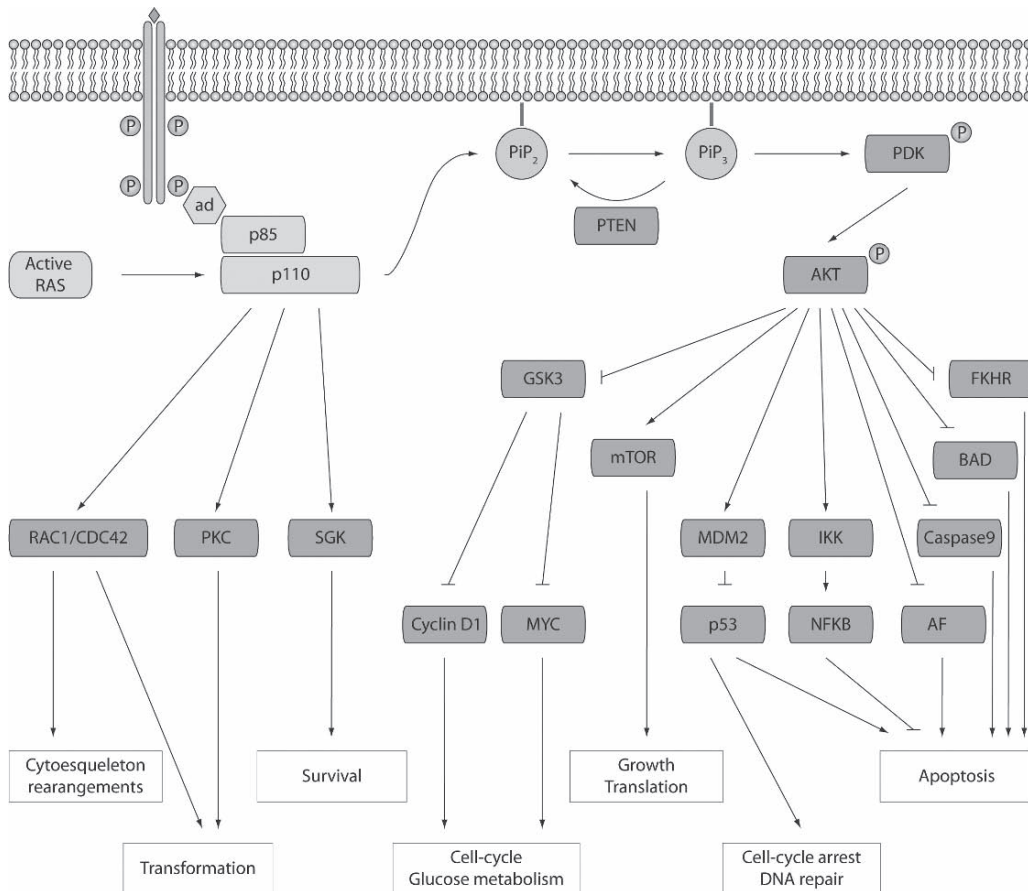 P
P
P
P
ad
p85
p110
Active
RAS
PiP2
PiP3
PTEN
PDK
P
AKT
P
GSK3
FKHR
mTOR
BAD
RAC1/CDC42
PKC
SGK
MDM2
IKK
Caspase9
Cyclin D1
MYC
p53
NFKB
AF
Cytoesqueleton
rearangements
Survival
Growth
Translation
Apoptosis
Transformation
Cell-cycle
Glucose metabolism
Cell-cycle arrest
DNA repair